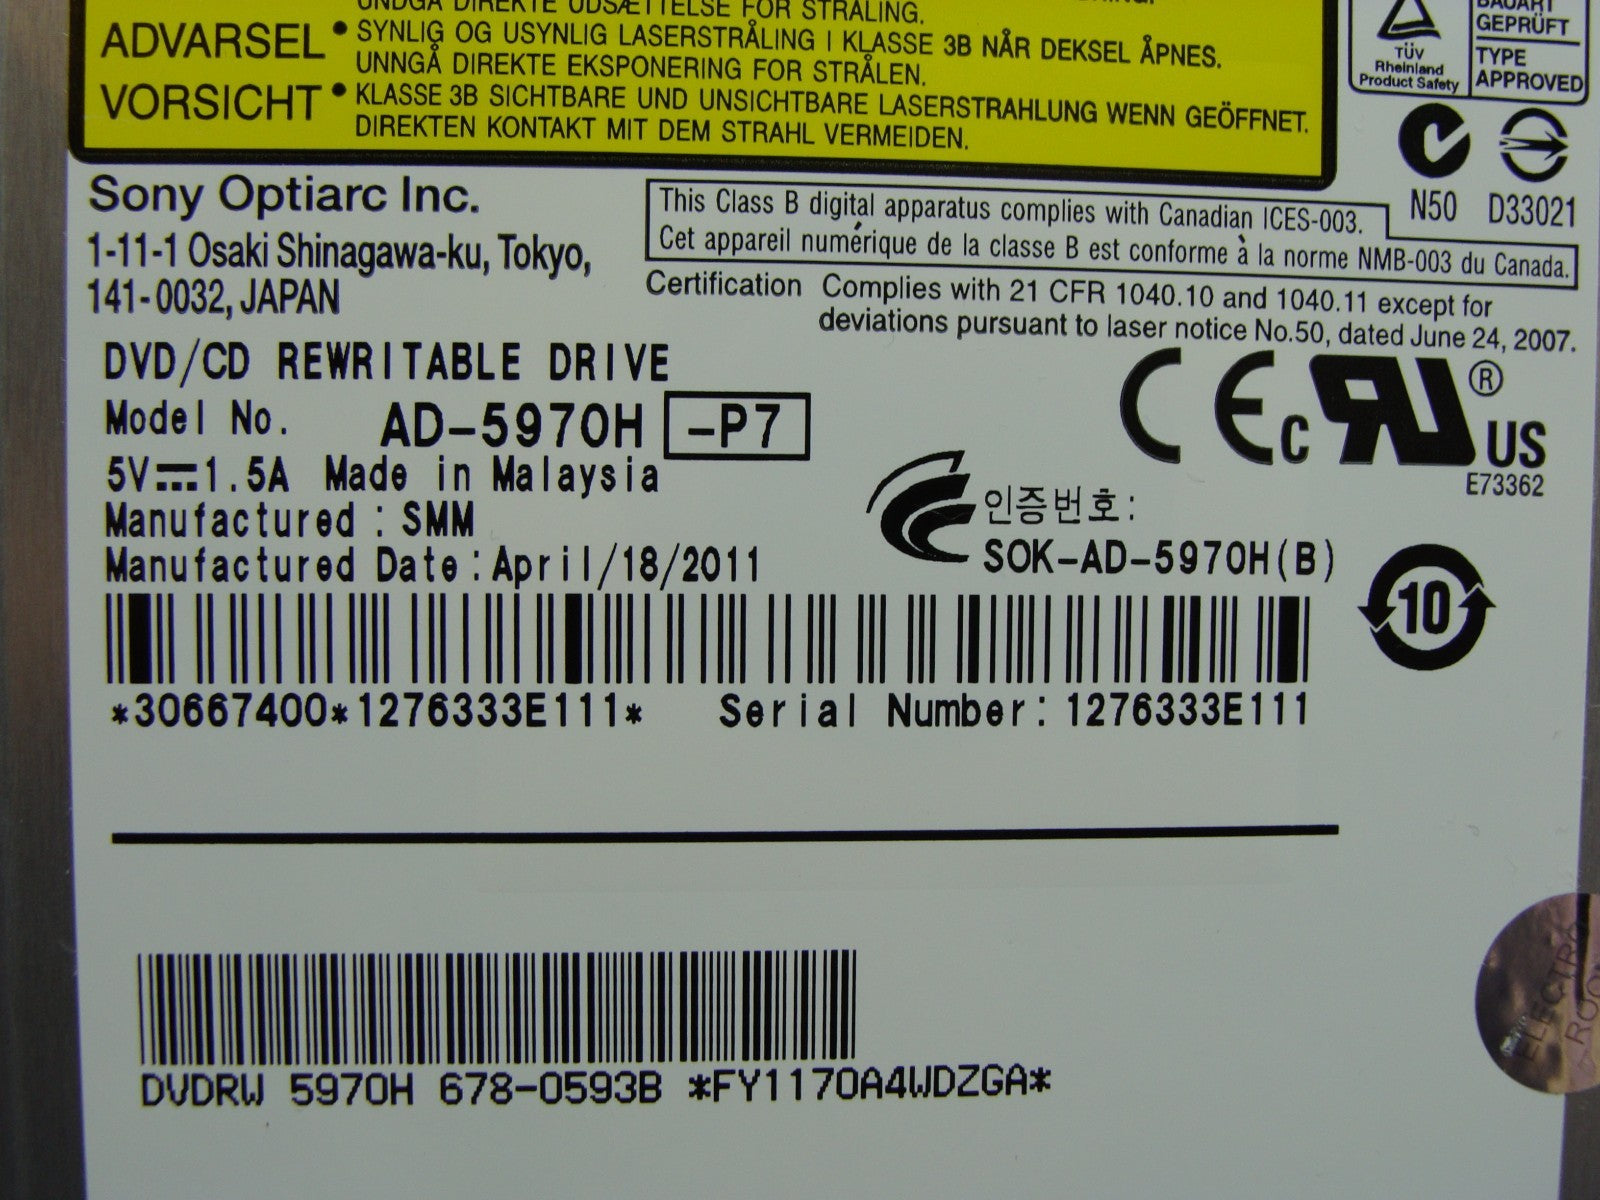 UNDGÅ DIREKTE UDSÆTTELSE FOR STRÅLING.
ADVARSEL • SYNLIG OG USYNLIG LASERSTRÅLING I KLASSE 3B NÅR DEKSEL ÅPNES.
UNNGÅ DIREKTE EKSPONERING FOR STRÅLEN.
VORSICHT • KLASSE 3B SICHTBARE UND UNSICHTBARE LASERSTRAHLUNG WENN GEÖFFNET.
DIREKTEN KONTAKT MIT DEM STRAHL VERMEIDEN.
TÜV
Rheinland
Product Safety
BAUART
GEPRÜFT
TYPE
APPROVED
N50 D33021
Sony Optiarc Inc.
1-11-1 Osaki Shinagawa-ku, Tokyo,
141-0032, JAPAN
This Class B digital apparatus complies with Canadian ICES-003.
Cet appareil numérique de la classe B est conforme à la norme NMB-003 du Canada.
Certification Complies with 21 CFR 1040.10 and 1040.11 except for
deviations pursuant to laser notice No.50, dated June 24, 2007.
DVD/CD REWRITABLE DRIVE
Model No. AD-5970H -P7
5V⎓1.5A Made in Malaysia
Manufactured : SMM
Manufactured Date:April/18/2011
CE c RU ® US
E73362
인증번호:
SOK-AD-5970H(B)
10
*30667400*1276333E111* Serial Number: 1276333E111
DVDRW 5970H 678-0593B *FY1170A4WDZGA*